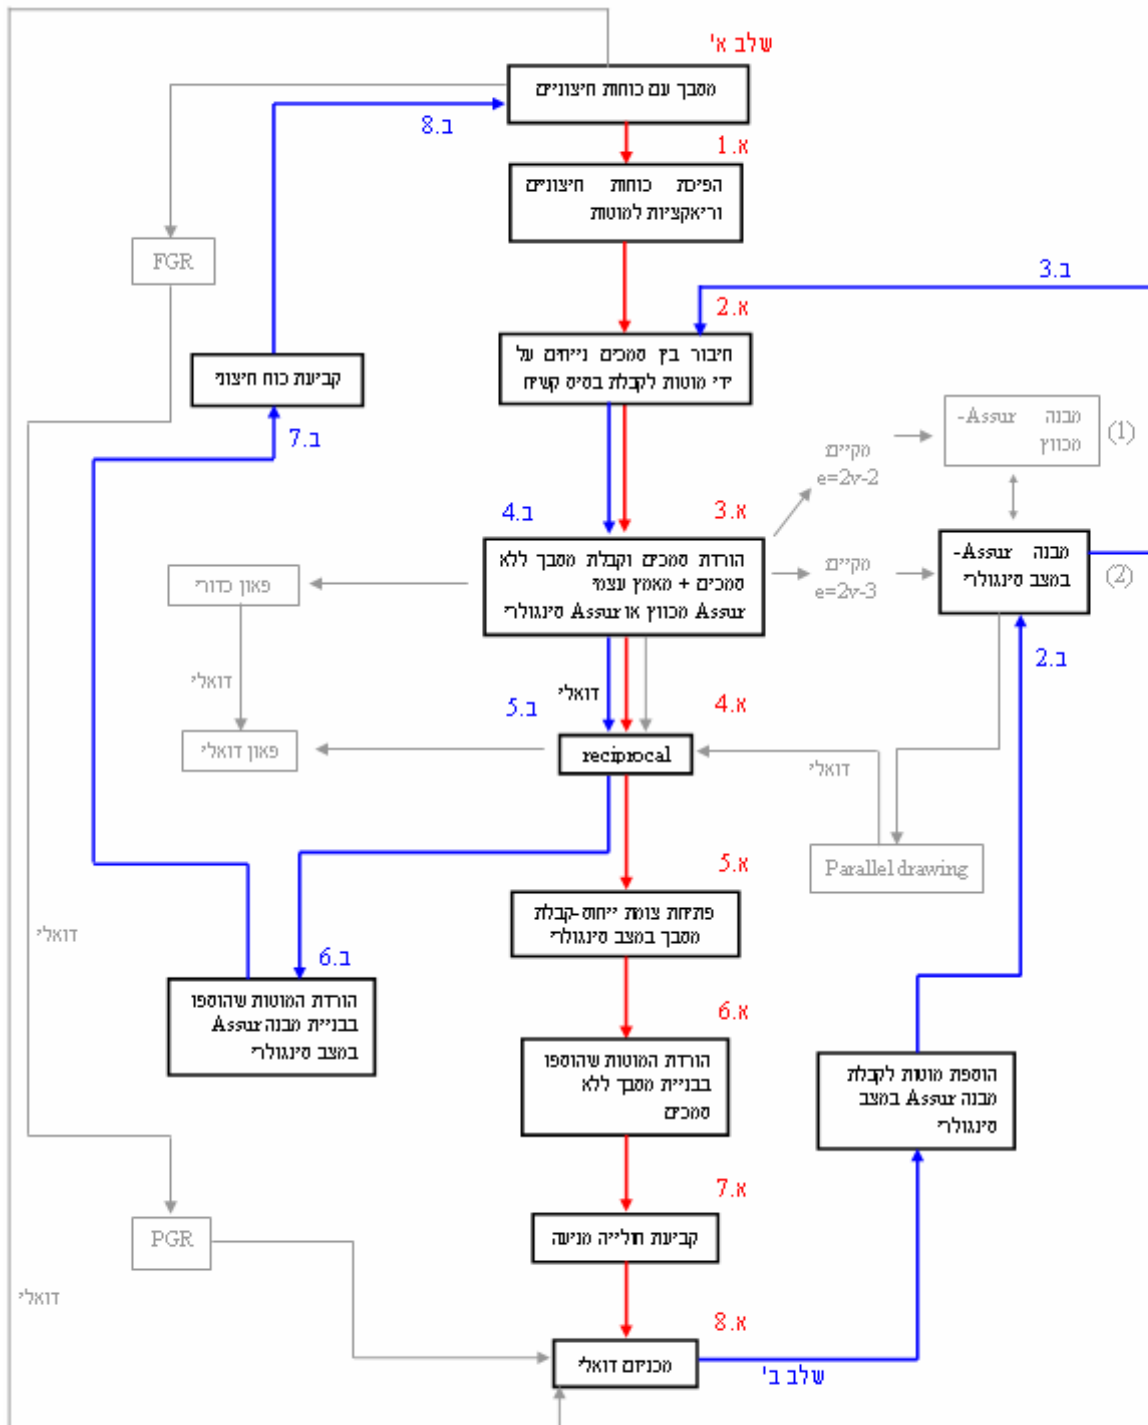 שלב א'
מסבך עם כוחות חיצוניים
ב.8
א.1
הפיכת כוחות חיצוניים
וריאקציות למוטות
FGR
ב.3
א.2
חיבור בין סמכים נייחים על
ידי מוטות לקבלת בסיס קשיח
קביעת כוח חיצוני
ב.7
מבנה Assur-
מכווץ
(1)
מקיים:
e=2v-2
א.3
ב.4
הורדת סמכים וקבלת מסבך ללא
סמכים + מאמץ עצמי
Assur מכווץ או Assur סינגולרי
מקיים:
e=2v-3
מבנה Assur-
במצב סינגולרי
(2)
פאון כדורי
ב.2
דואלי
דואלי
ב.5
א.4
פאון דואלי
reciprocal
דואלי
א.5
Parallel drawing
פתיחת צומת ייחוס-קבלת
מסבך במצב סינגולרי
דואלי
ב.6
הורדת המוטות שהוספו
בבניית מבנה Assur
במצב סינגולרי
א.6
הורדת המוטות שהוספו
בבניית מסבך ללא
סמכים
הוספת מוטות לקבלת
מבנה Assur במצב
סינגולרי
א.7
קביעת חולייה מניעה
PGR
דואלי
א.8
מכניזם דואלי
שלב ב'